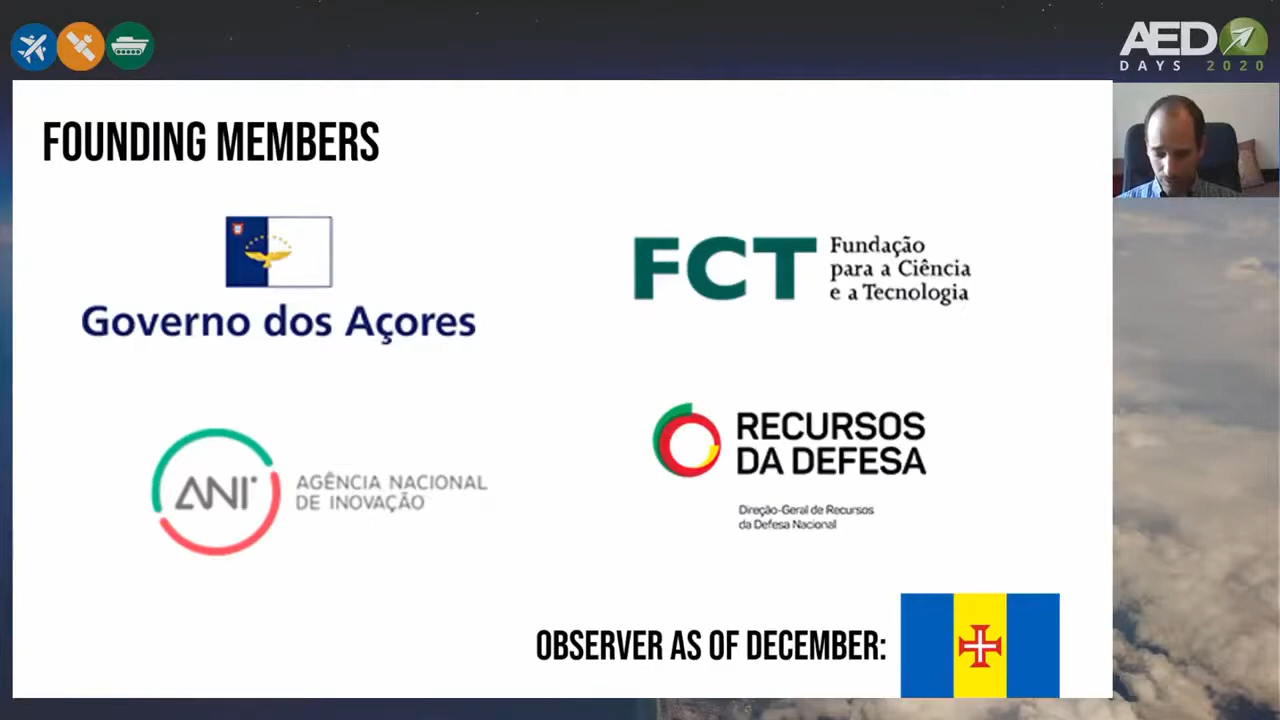 AED
DAYS 2020
FOUNDING MEMBERS
Governo dos Açores
FCT
Fundação
para a Ciência
e a Tecnologia
ANI
AGÊNCIA NACIONAL
DE INOVAÇÃO
RECURSOS
DA DEFESA
Direção-Geral de Recursos
da Defesa Nacional
OBSERVER AS OF DECEMBER: